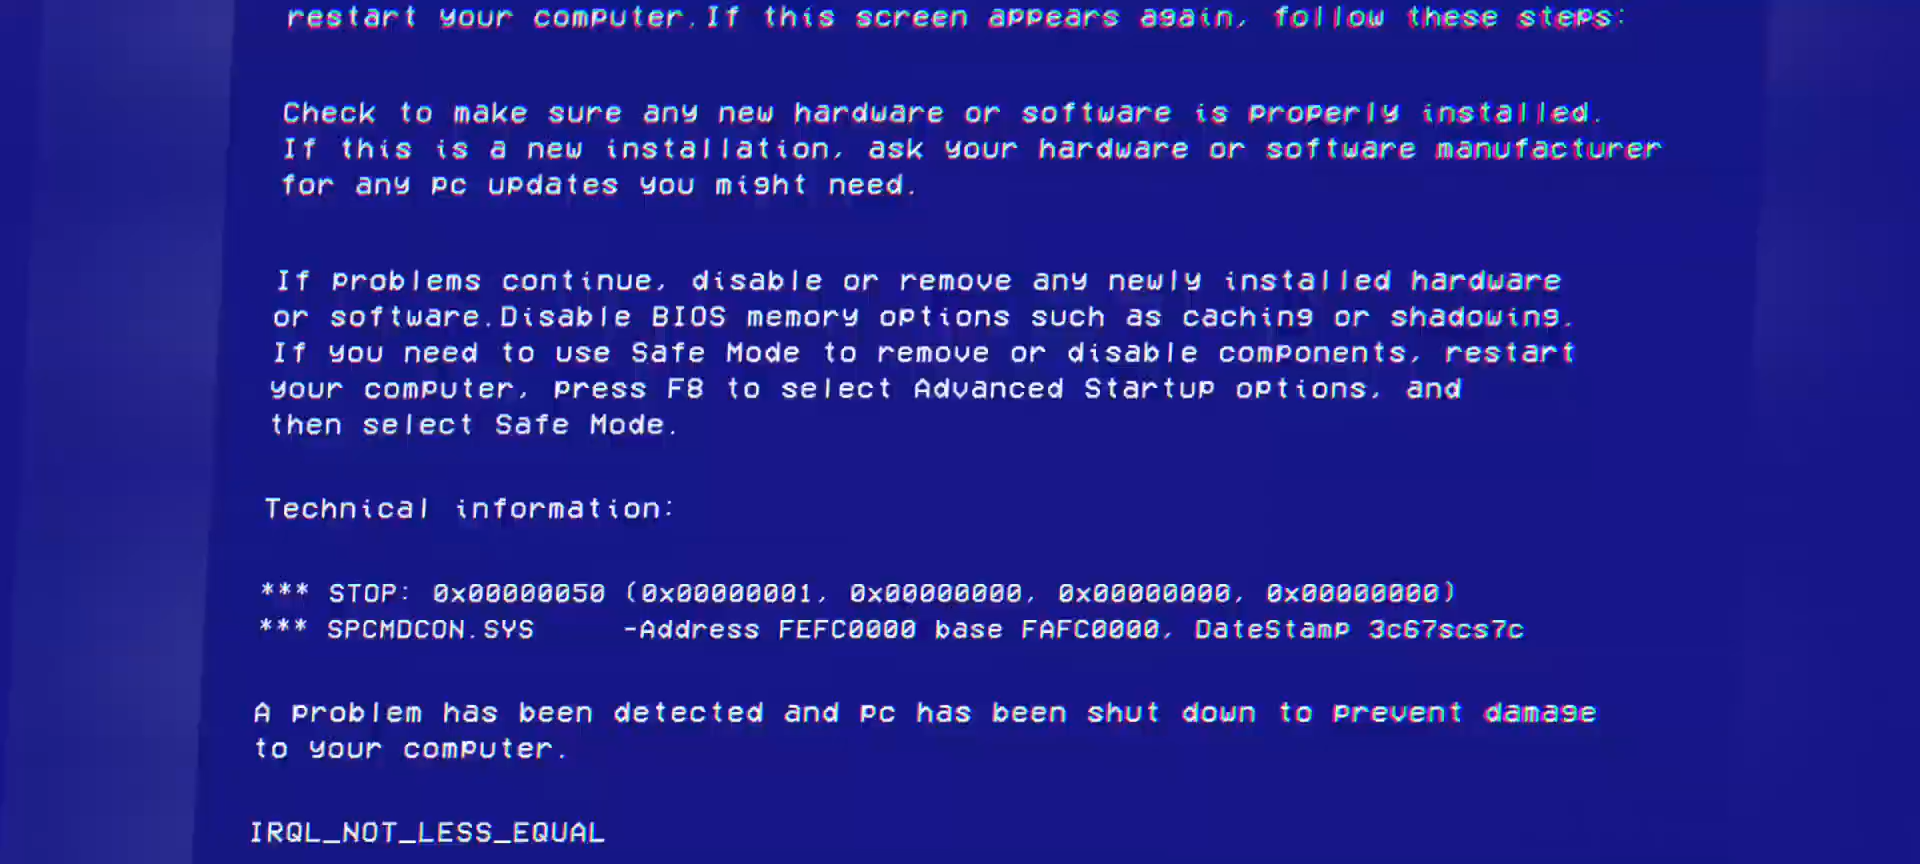 restart your computer.If this screen appears again, follow these steps:
Check to make sure any new hardware or software is properly installed.
If this is a new installation, ask your hardware or software manufacturer
for any pc updates you might need.
If problems continue, disable or remove any newly installed hardware
or software.Disable BIOS memory options such as caching or shadowing.
If you need to use Safe Mode to remove or disable components, restart
your computer, press F8 to select Advanced Startup options, and
then select Safe Mode.
Technical information:
*** STOP: 0x00000050 (0x00000001, 0x00000000, 0x00000000, 0x00000000)
*** SPCMDCON.SYS -Address FEFC0000 base FAFC0000, DateStamp 3c67scs7c
A problem has been detected and pc has been shut down to prevent damage
to your computer.
IRQL_NOT_LESS_EQUAL